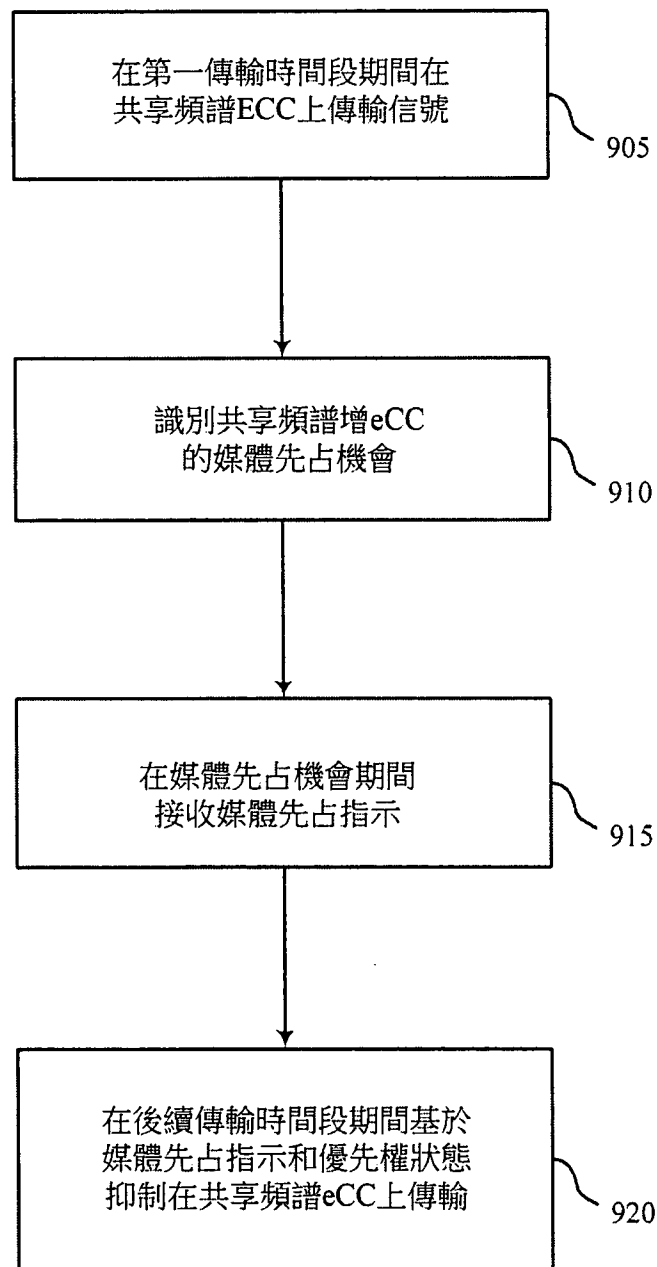 在第一傳輸時間段期間在
共享頻譜ECC上傳輸信號
905
識別共享頻譜增eCC
的媒體先占機會
910
在媒體先占機會期間
接收媒體先占指示
915
在後續傳輸時間段期間基於
媒體先占指示和優先權狀態
抑制在共享頻譜eCC上傳輸
920